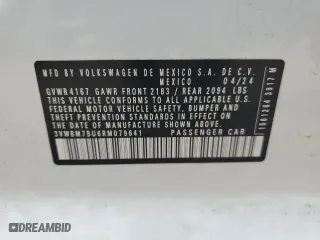 MFD BY VOLKSWAGEN DE
MEXICO S.A. DE C.V.
MEXICO 04/24
GVWR4167 GAWR FRONT 2183 / REAR 2094 LBS
THIS VEHICLE CONFORMS TO ALL APPLICABLE U.S.
FEDERAL MOTOR VEHICLE SAFETY, BUMPER AND
THEFT PREVENTION STANDARDS IN EFFECT ON
THE DATE OF MANUFACTURE SHOWN ABOVE.
3VWBM7BU6RM079641 PASSENGER CAR
DREAMBID